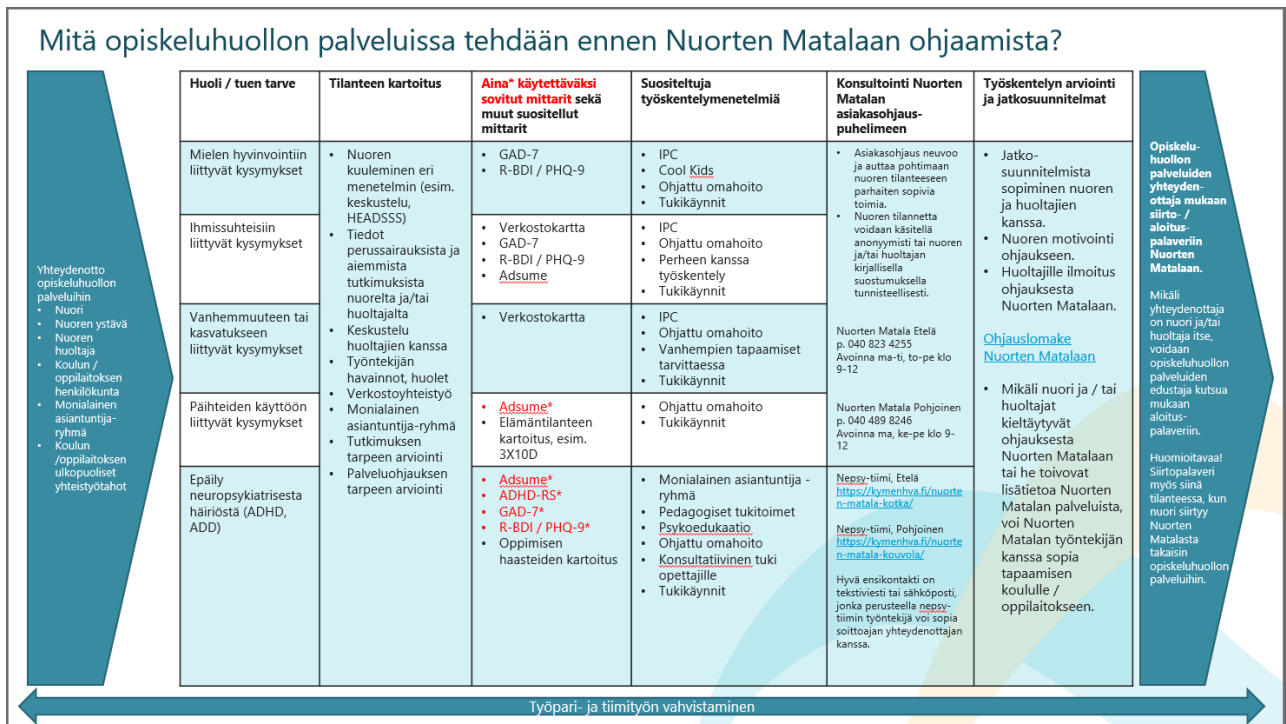 Mitä opiskeluhuollon palveluissa tehdään ennen Nuorten Matalaan ohjaamista?
Yhteydenotto
opiskeluhuollon
palveluihin
• Nuori
• Nuoren ystävä
• Nuoren
huoltaja
• Koulun /
oppilaitoksen
henkilökunta
• Monialainen
asiantuntija-
ryhmä
• Koulun
/oppilaitoksen
ulkopuoliset
yhteistyötahot
Huoli / tuen tarve
Mielen hyvinvointiin
liittyvät kysymykset
Ihmissuhteisiin
liittyvät kysymykset
Vanhemmuuteen tai
kasvatukseen
liittyvät kysymykset
Päihteiden käyttöön
liittyvät kysymykset
Epäily
neuropsykiatrisesta
häiriöstä (ADHD,
ADD)
Tilanteen kartoitus
• Nuoren
kuuleminen eri
menetelmin (esim.
keskustelu,
HEADSSS)
• Tiedot
perussairauksista ja
aiemmista
tutkimuksista
nuorelta ja/tai
huoltajalta
• Keskustelu
huoltajien kanssa
• Työntekijän
havainnot, huolet
• Verkostoyhteistyö
• Monialainen
asiantuntija-ryhmä
• Tutkimuksen
tarpeen arviointi
• Palveluohjauksen
tarpeen arviointi
Aina* käytettäväksi
sovitut mittarit sekä
muut suositellut
mittarit
• GAD-7
• R-BDI / PHQ-9
• Verkostokartta
• GAD-7
• R-BDI / PHQ-9
• Adsume
• Verkostokartta
• Adsume*
• Elämäntilanteen
kartoitus, esim.
3X10D
• Adsume*
• ADHD-RS*
• GAD-7*
• R-BDI / PHQ-9*
• Oppimisen
haasteiden kartoitus
Suositeltuja
työskentelymenetelmiä
• IPC
• Cool Kids
• Ohjattu omahoito
• Tukikäynnit
• IPC
• Ohjattu omahoito
• Perheen kanssa
työskentely
• Tukikäynnit
• IPC
• Ohjattu omahoito
• Vanhempien tapaamiset
tarvittaessa
• Tukikäynnit
• Ohjattu omahoito
• Tukikäynnit
• Monialainen asiantuntija -
ryhmä
• Pedagogiset tukitoimet
• Psykoedukaatio
• Ohjattu omahoito
• Konsultatiivinen tuki
opettajille
• Tukikäynnit
Konsultointi Nuorten
Matalan
asiakasohjaus-
puhelimeen
• Asiakasohjaus neuvoo
ja auttaa pohtimaan
nuoren tilanteeseen
parhaiten sopivia
toimia.
• Nuoren tilannetta
voidaan käsitellä
anonyymisti tai nuoren
ja/tai huoltajan
kirjallisella
suostumuksella
tunnisteellisesti.
Nuorten Matala Etelä
p. 040 823 4255
Avoinna ma-ti, to-pe klo
9-12
Nuorten Matala Pohjoinen
p. 040 489 8246
Avoinna ma, ke-pe klo 9-
12
Nepsy-tiimi, Etelä
https://kymenhva.fi/nuorte
n-matala-kotka/
Nepsy-tiimi, Pohjoinen
https://kymenhva.fi/nuorte
n-matala-kouvola/
Hyvä ensikontakti on
tekstiviesti tai sähköposti,
jonka perusteella nepsy-
tiimin työntekijä voi sopia
soittoajan yhteydenottajan
kanssa.
Työskentelyn arviointi
ja jatkosuunnitelmat
• Jatko-
suunnitelmista
sopiminen nuoren
ja huoltajien
kanssa.
• Nuoren motivointi
ohjaukseen.
• Huoltajille ilmoitus
ohjauksesta
Nuorten Matalaan.
Ohjauslomake
Nuorten Matalaan
• Mikäli nuori ja / tai
huoltajat
kieltäytyvät
ohjauksesta
Nuorten Matalaan
tai he toivovat
lisätietoa Nuorten
Matalan palveluista,
voi Nuorten
Matalan työntekijän
kanssa sopia
tapaamisen
koululle /
oppilaitokseen.
Opiskelu-
huollon
palveluiden
yhteyden-
ottaja mukaan
siirto- /
aloitus-
palaveriin
Nuorten
Matalaan.
Mikäli
yhteydenottaja
on nuori ja/tai
huoltaja itse,
voidaan
opiskeluhuollon
palveluiden
edustaja kutsua
mukaan
aloitus-
palaveriin.
Huomioitavaa!
Siirtopalaveri
myös siinä
tilanteessa, kun
nuori siirtyy
Nuorten
Matalasta
takaisin
opiskeluhuollon
palveluihin.
Työpari- ja tiimityön vahvistaminen